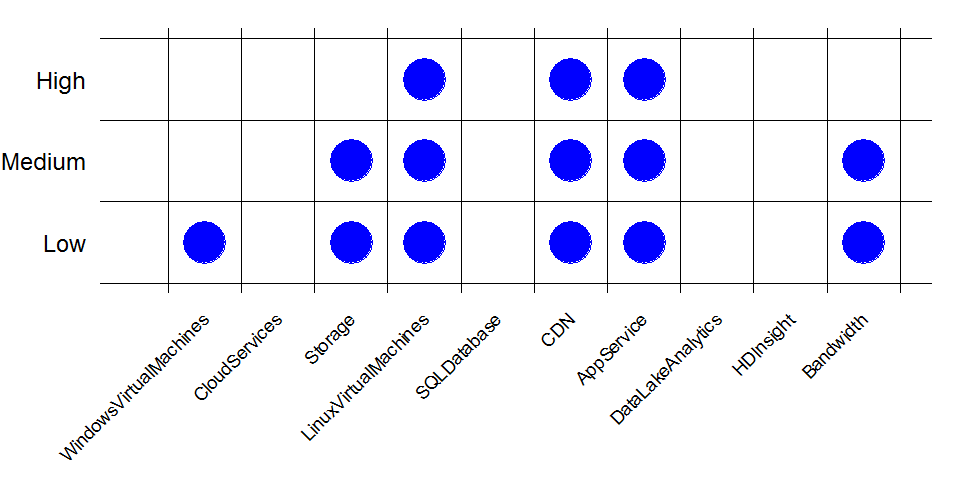 High
Medium
Low
WindowsVirtualMachines
CloudServices
Storage
LinuxVirtualMachines
SQLDatabase
CDN
AppService
DataLakeAnalytics
HDInsight
Bandwidth